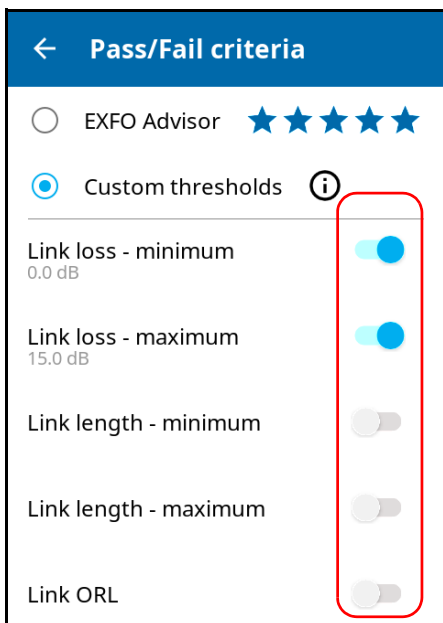 Pass/Fail criteria
EXFO Advisor
Custom thresholds
Link loss - minimum
0.0 dB
Link loss - maximum
15.0 dB
Link length - minimum
Link length - maximum
Link ORL